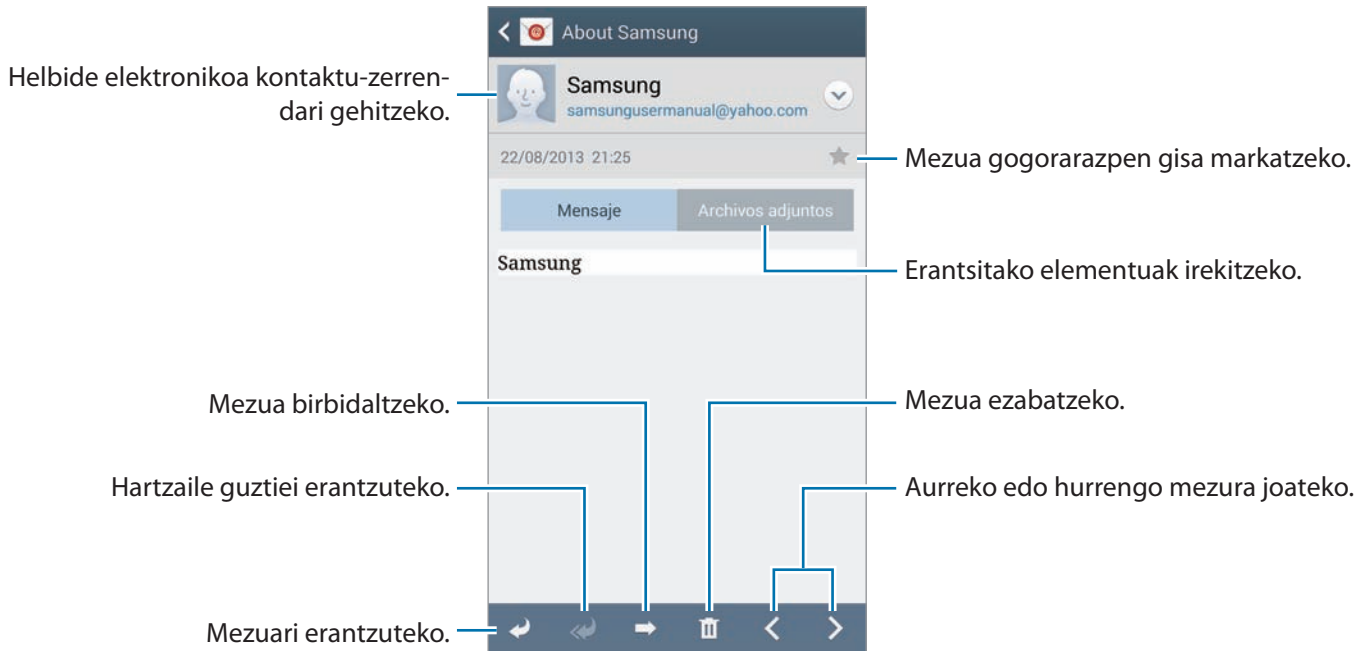 About Samsung
Helbide elektronikoa kontaktu-zerren-
dari gehitzeko.
Samsung
samsungusermanual@yahoo.com
22/08/2013 21:25
Mezua gogorarazpen gisa markatzeko.
Mensaje
Archivos adjuntos
Samsung
Erantsitako elementuak irekitzeko.
Mezua birbidaltzeko.
Mezua ezabatzeko.
Hartzaile guztiei erantzuteko.
Aurreko edo hurrengo mezura joateko.
Mezuari erantzuteko.